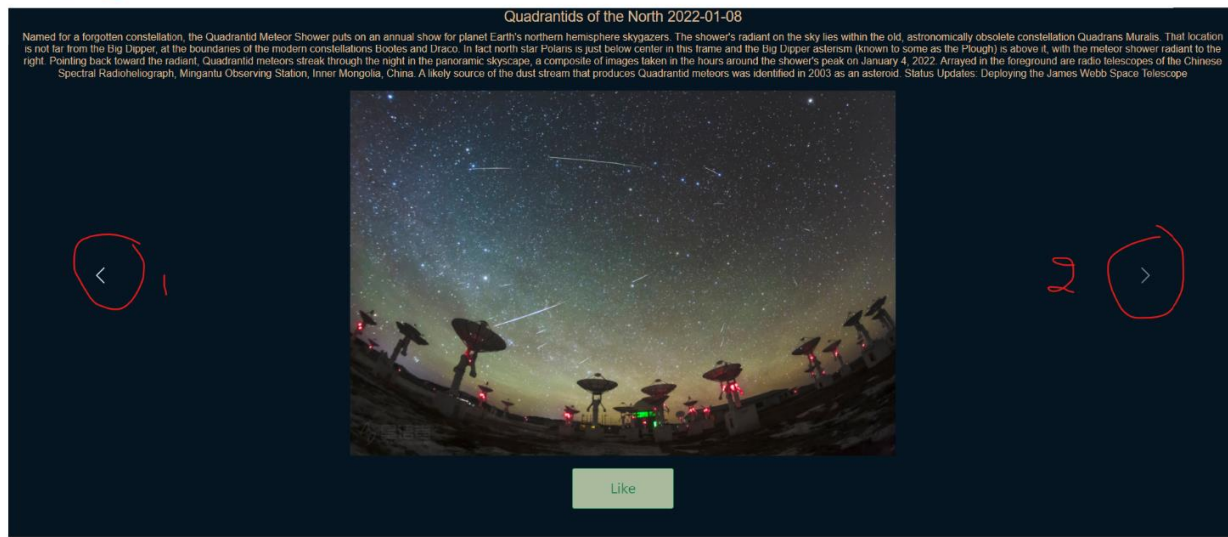 Quadrantids of the North 2022-01-08
Named for a forgotten constellation, the Quadrantid Meteor Shower puts on an annual show for planet Earth's northern hemisphere skygazers. The shower's radiant on the sky lies within the old, astronomically obsolete constellation Quadrans Muralis. That location
is not far from the Big Dipper, at the boundaries of the modern constellations Bootes and Draco. In fact north star Polaris is just below center in this frame and the Big Dipper asterism (known to some as the Plough) is above it, with the meteor shower radiant to the
right. Pointing back toward the radiant, Quadrantid meteors streak through the night in the panoramic skyscape, a composite of images taken in the hours around the shower's peak on January 4, 2022. Arrayed in the foreground are radio telescopes of the Chinese
Spectral Radioheliograph, Mingantu Observing Station, Inner Mongolia, China. A likely source of the dust stream that produces Quadrantid meteors was identified in 2003 as an asteroid. Status Updates: Deploying the James Webb Space Telescope
< 1
2 >
Like